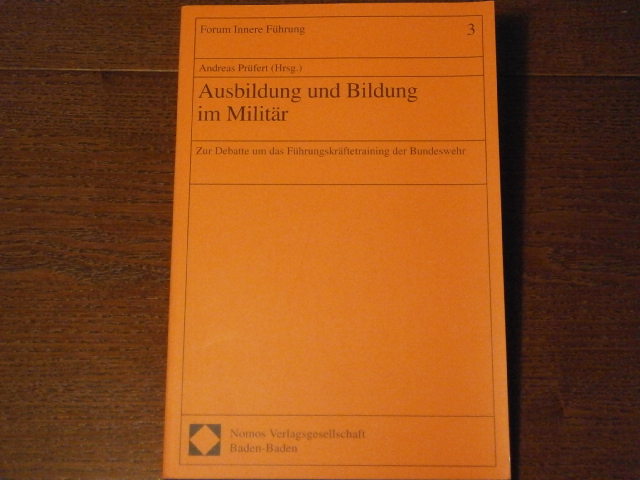 Forum Innere Führung
3
Andreas Prüfert (Hrsg.)
Ausbildung und Bildung
im Militär
Zur Debatte um das Führungskräftetraining der Bundeswehr
Nomos Verlagsgesellschaft
Baden-Baden